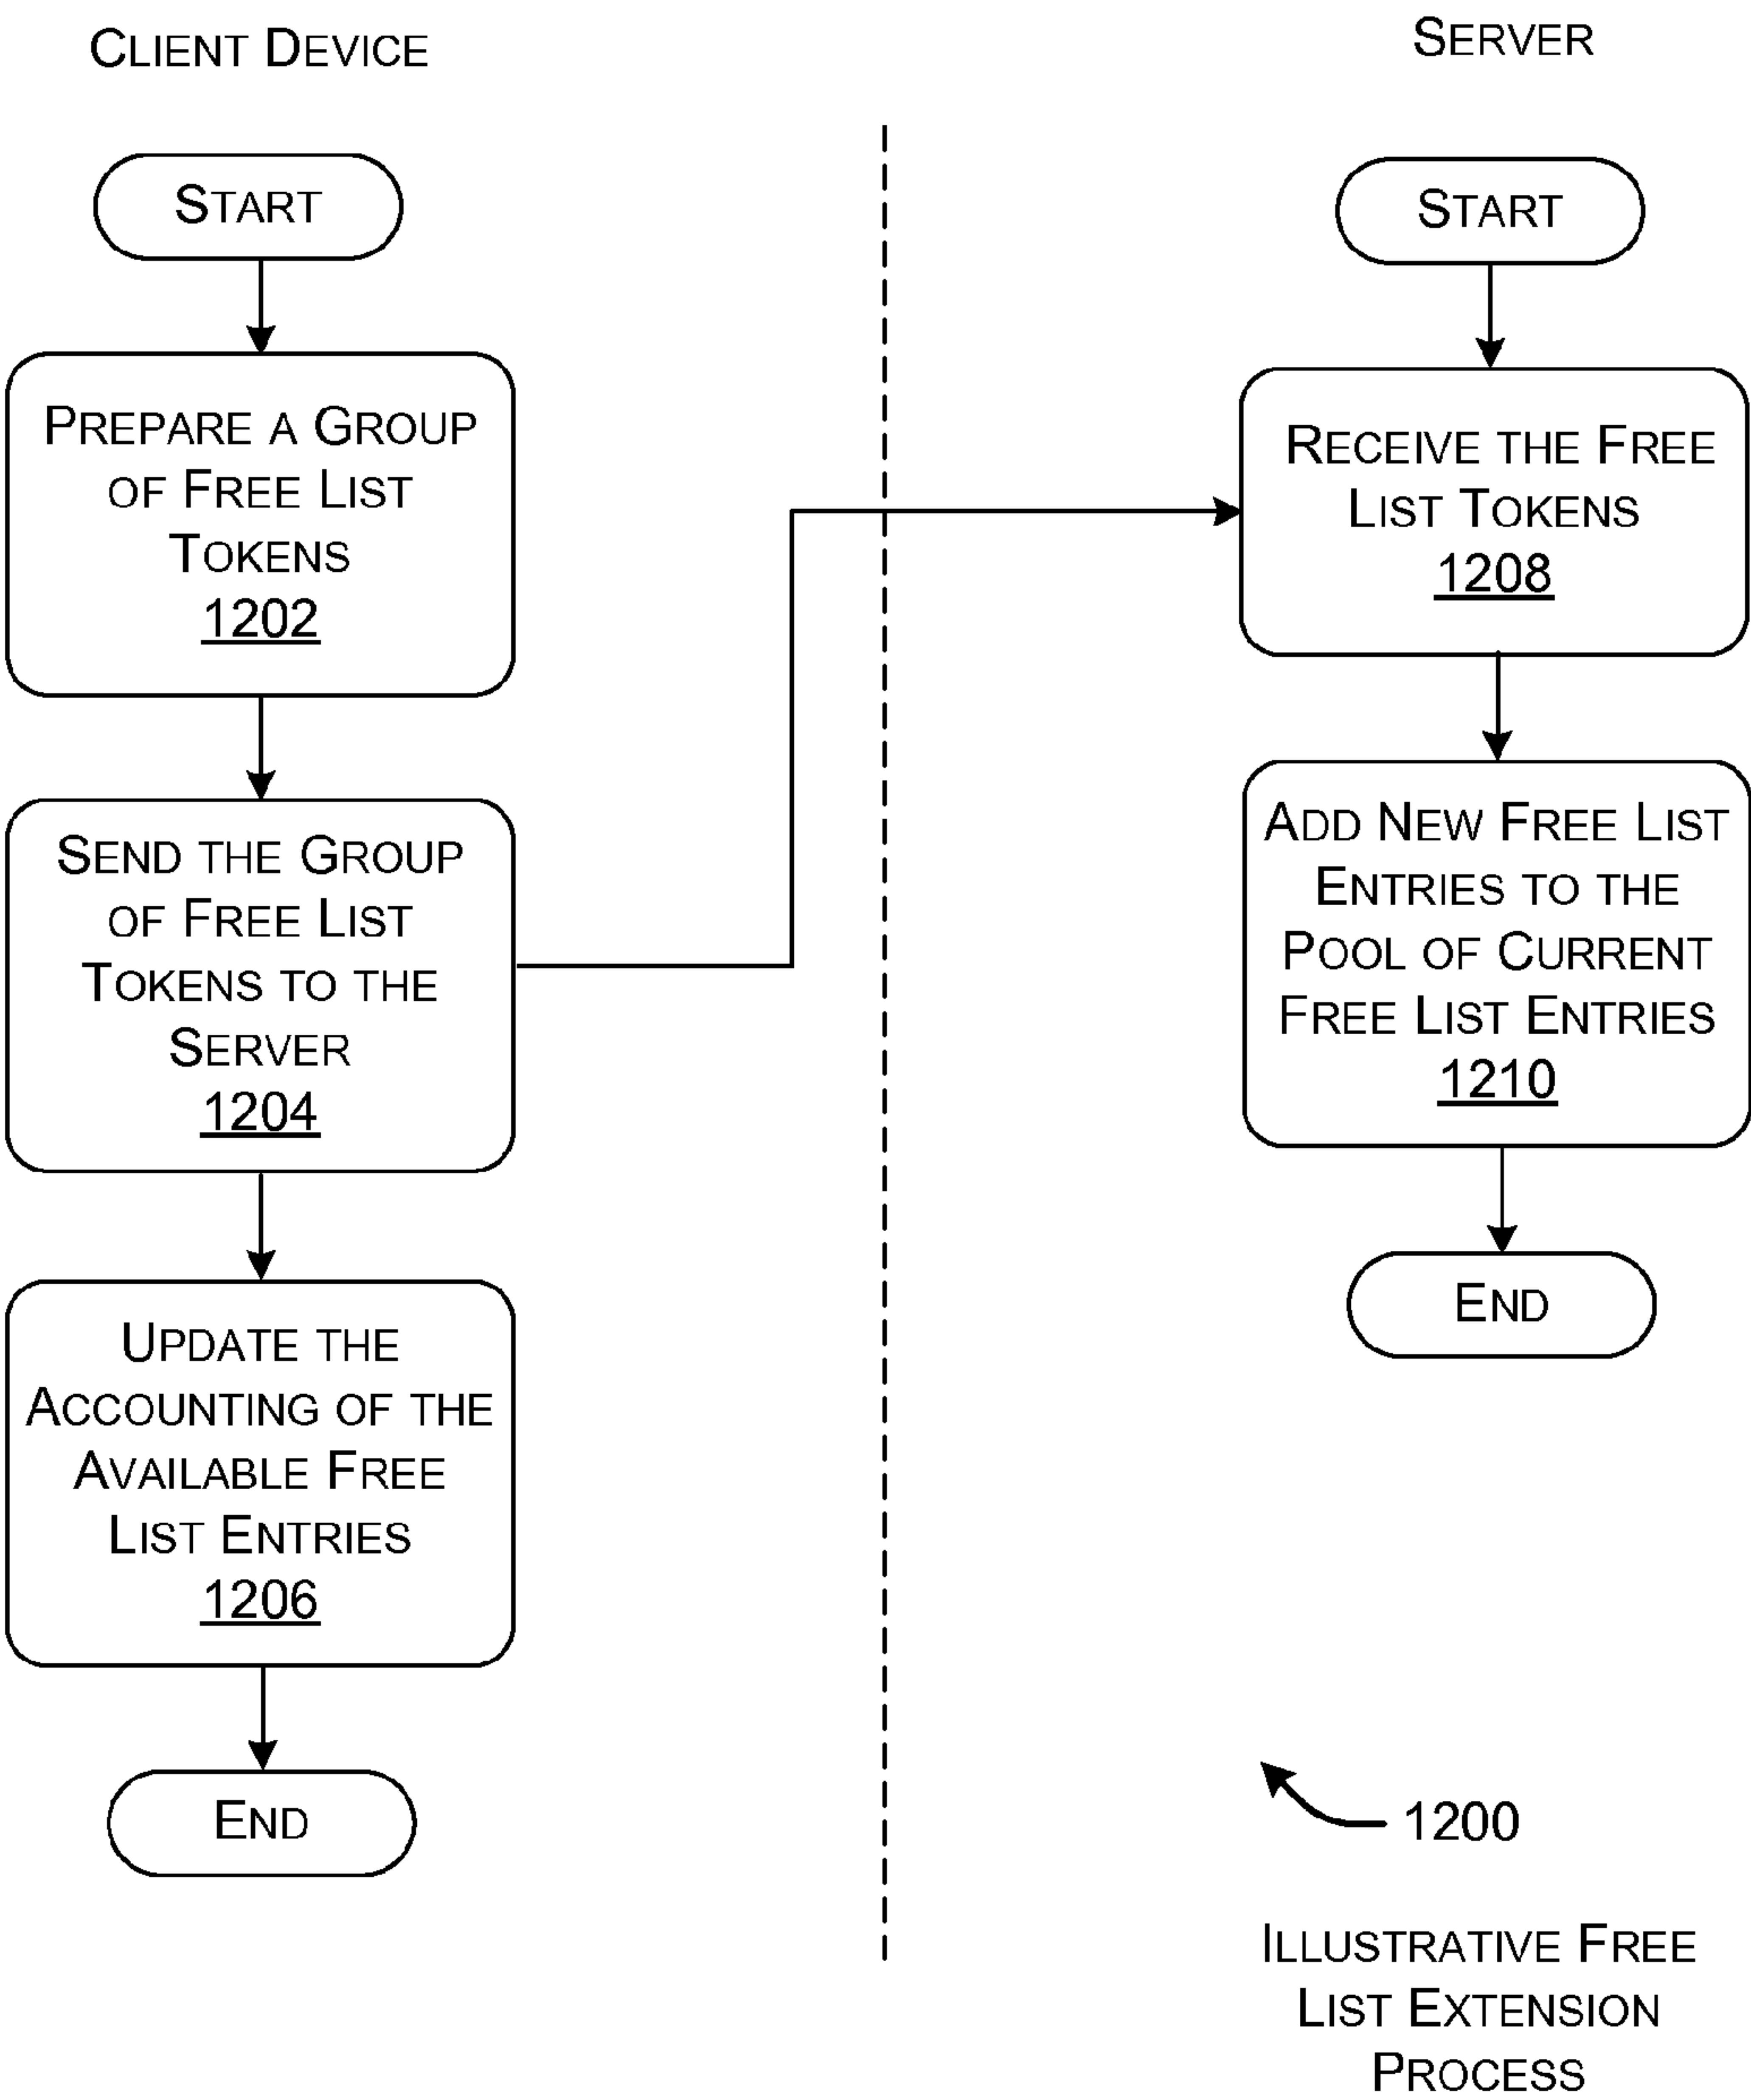 CLIENT DEVICE
START
PREPARE A GROUP
OF FREE LIST
TOKENS
1202
SEND THE GROUP
OF FREE LIST
TOKENS TO THE
SERVER
1204
UPDATE THE
ACCOUNTING OF THE
AVAILABLE FREE
LIST ENTRIES
1206
END
SERVER
START
RECEIVE THE FREE
LIST TOKENS
1208
ADD NEW FREE LIST
ENTRIES TO THE
POOL OF CURRENT
FREE LIST ENTRIES
1210
END
1200
ILLUSTRATIVE FREE
LIST EXTENSION
PROCESS